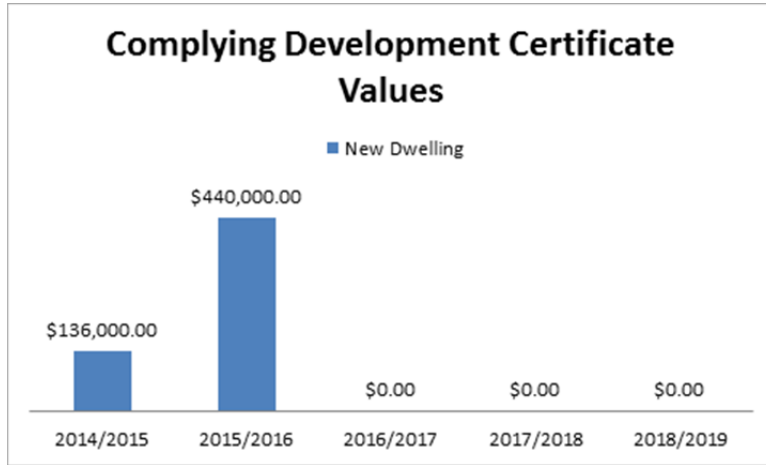 Complying Development Certificate
Values
New Dwelling
$440,000.00
$136,000.00
$0.00 $0.00 $0.00
2014/2015 2015/2016 2016/2017 2017/2018 2018/2019